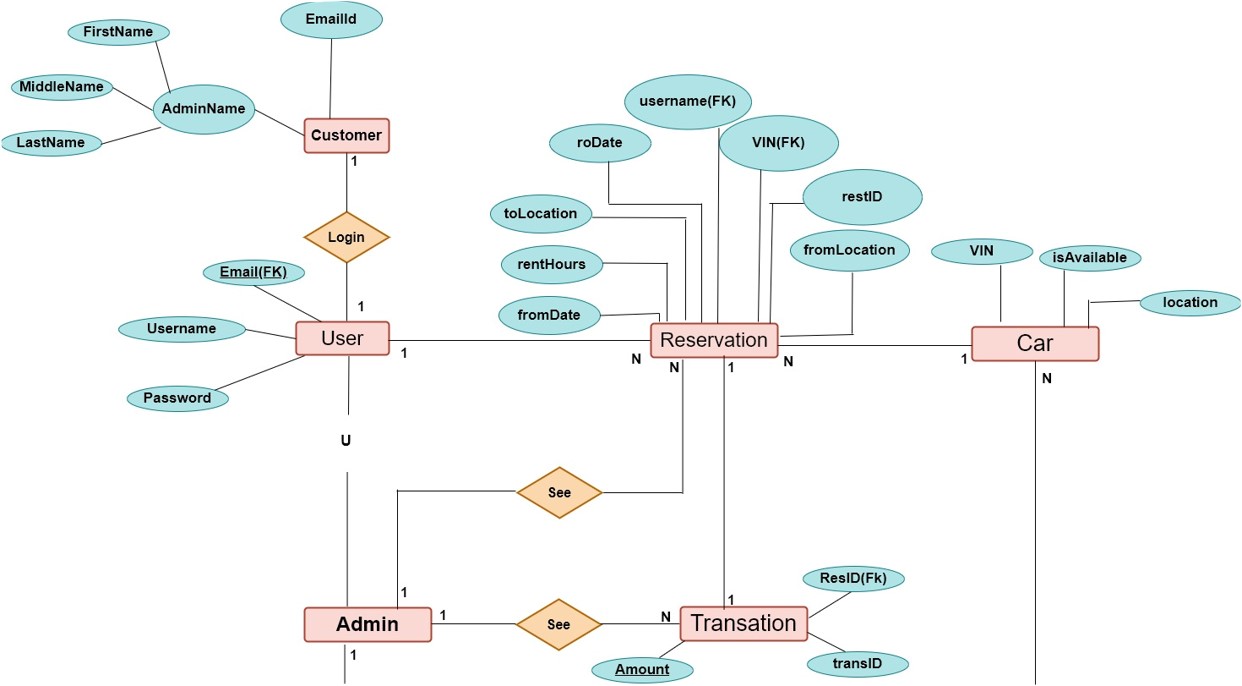 EmailId
FirstName
MiddleName
AdminName
LastName
Customer
1
Login
Email(FK)
1
Username
User
1
Password
U
username(FK)
roDate
VIN(FK)
restID
toLocation
fromLocation
rentHours
fromDate
Reservation
N
N
1
N
VIN
isAvailable
location
Car
1
N
See
1
Admin
1
See
N
1
Transation
ResID(Fk)
Amount
transID
1